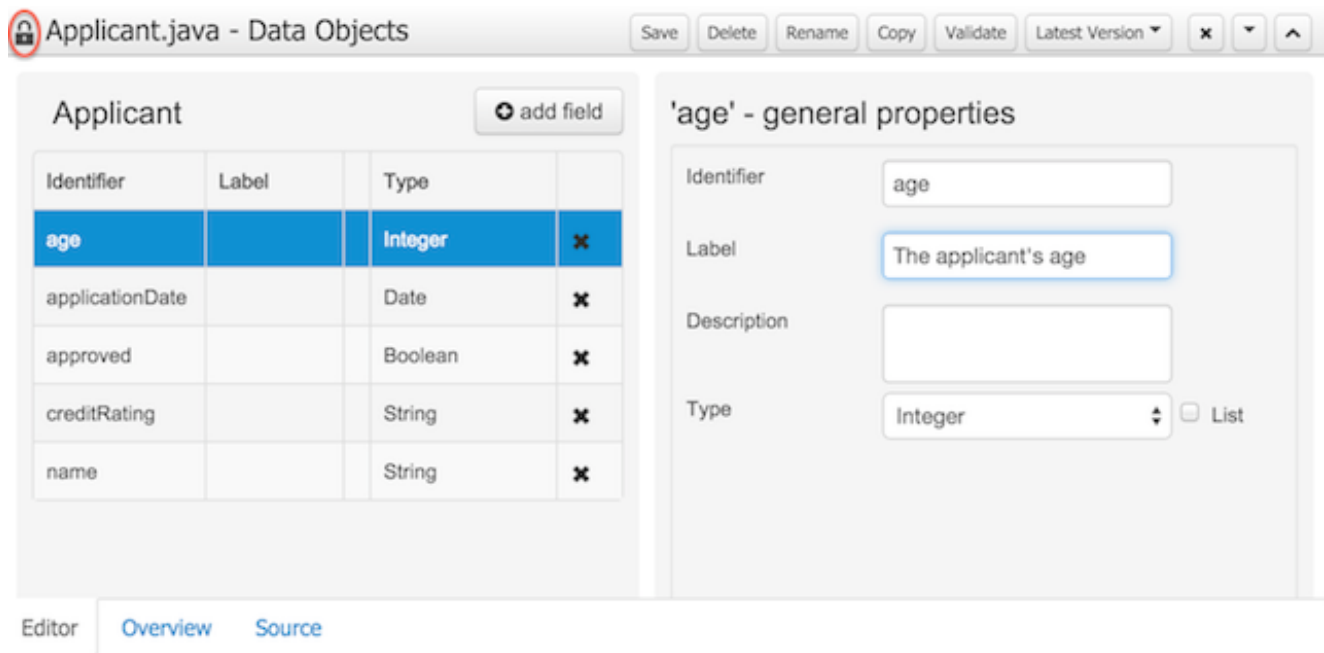 Applicant.java - Data Objects
Save Delete Rename Copy Validate Latest Version
Applicant
add field
Identifier Label Type
age Integer
applicationDate Date
approved Boolean
creditRating String
name String
'age' - general properties
Identifier age
Label The applicant's age
Description
Type Integer List
Editor Overview Source